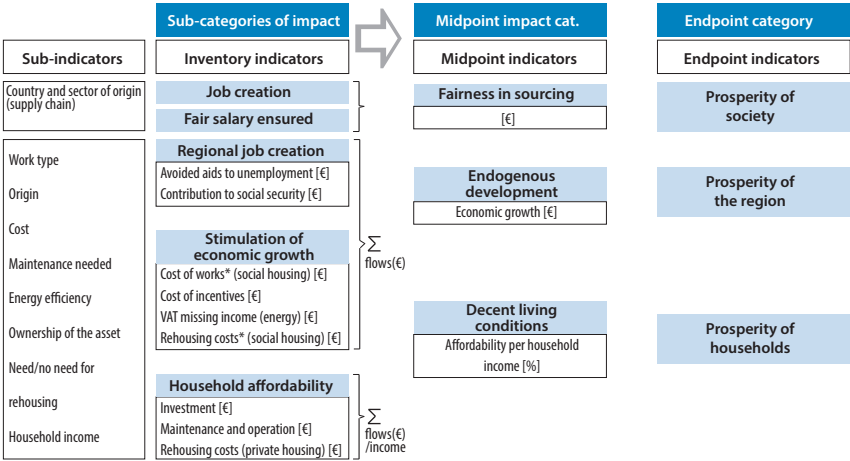 Sub-categories of impact
Midpoint impact cat.
Endpoint category
Sub-indicators
Inventory indicators
Midpoint indicators
Endpoint indicators
Country and sector of origin
(supply chain)
Job creation
Fair salary ensured
Fairness in sourcing
[€]
Prosperity of
society
Work type
Origin
Cost
Maintenance needed
Energy efficiency
Ownership of the asset
Need/no need for
rehousing
Household income
Regional job creation
Avoided aids to unemployment [€]
Contribution to social security [€]
Stimulation of
economic growth
Cost of works* (social housing) [€]
Cost of incentives [€]
VAT missing income (energy) [€]
Rehousing costs* (social housing) [€]
∑
flows(€)
Endogenous
development
Economic growth [€]
Prosperity of
the region
Household affordability
Investment [€]
Maintenance and operation [€]
Rehousing costs (private housing) [€]
∑
flows(€)
/income
Decent living
conditions
Affordability per household
income [%]
Prosperity of
households